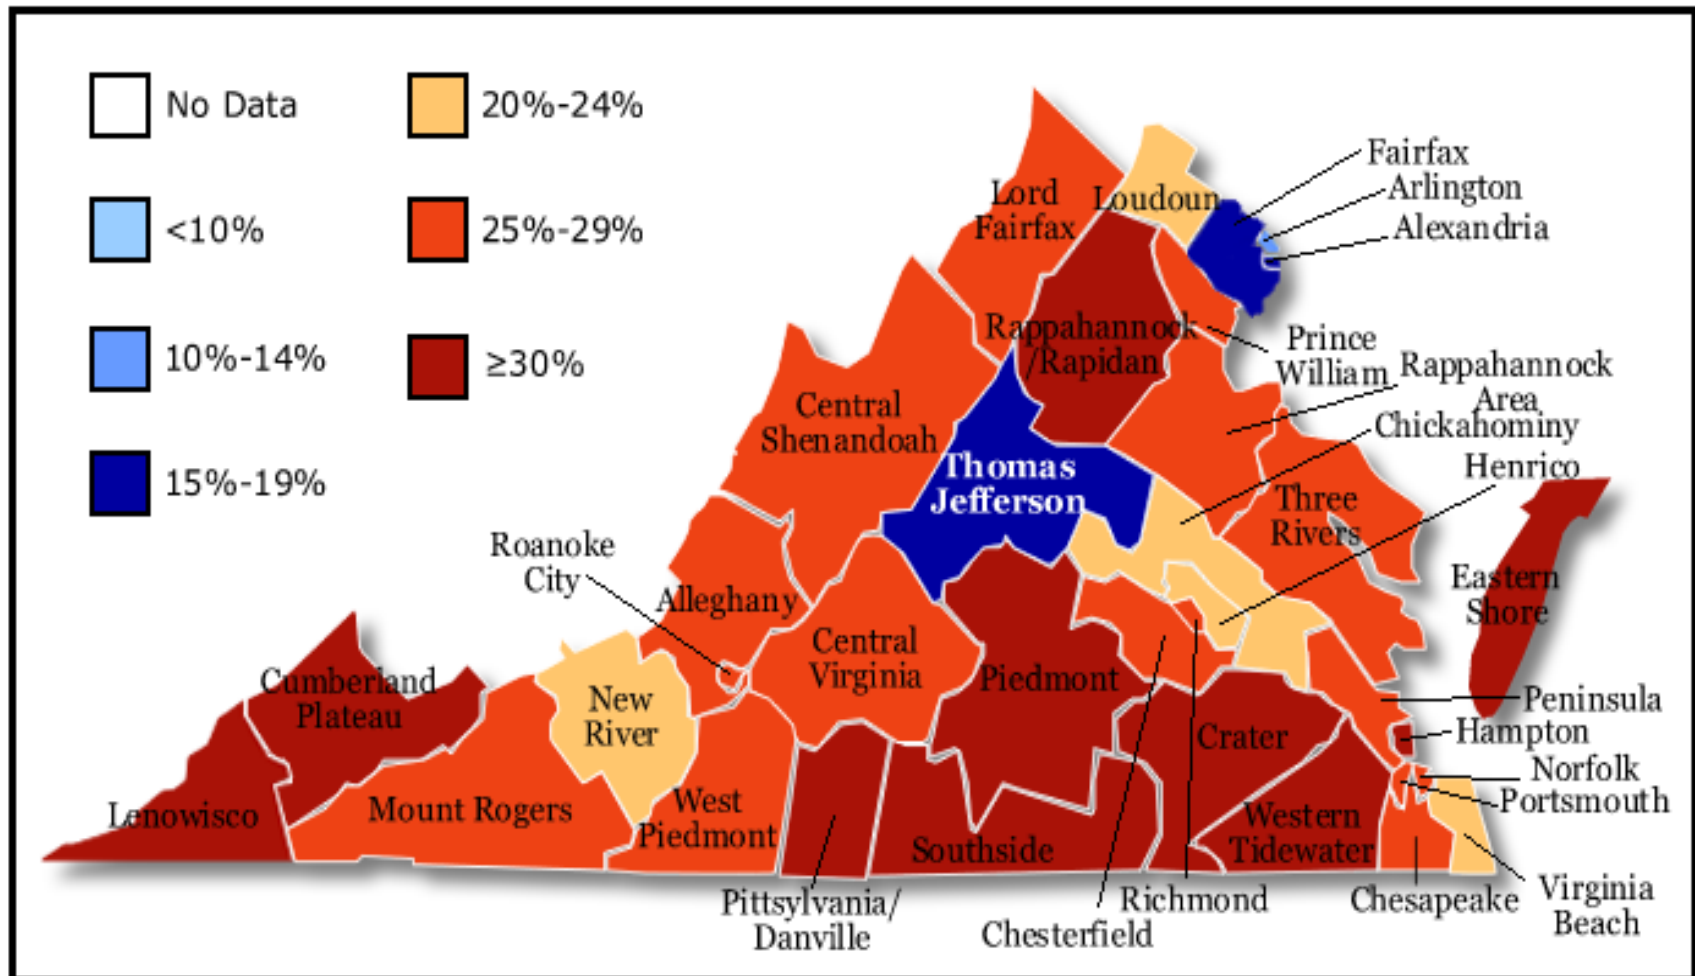 No Data
<10%
10%-14%
15%-19%
20%-24%
25%-29%
≥30%
Fairfax
Arlington
Alexandria
Lord
Fairfax
Loudoun
Rappahannock
/Rapidan
Prince
William
Rappahannock
Area
Chickahominy
Henrico
Central
Shenandoah
Thomas
Jefferson
Three
Rivers
Eastern
Shore
Roanoke
City
Alleghany
Central
Virginia
Piedmont
Cumberland
Plateau
New
River
Peninsula
Hampton
Norfolk
Portsmouth
Crater
Lenowisco
Mount Rogers
West
Piedmont
Southside
Western
Tidewater
Pittsylvania/
Danville
Chesterfield
Richmond
Chesapeake
Virginia
Beach